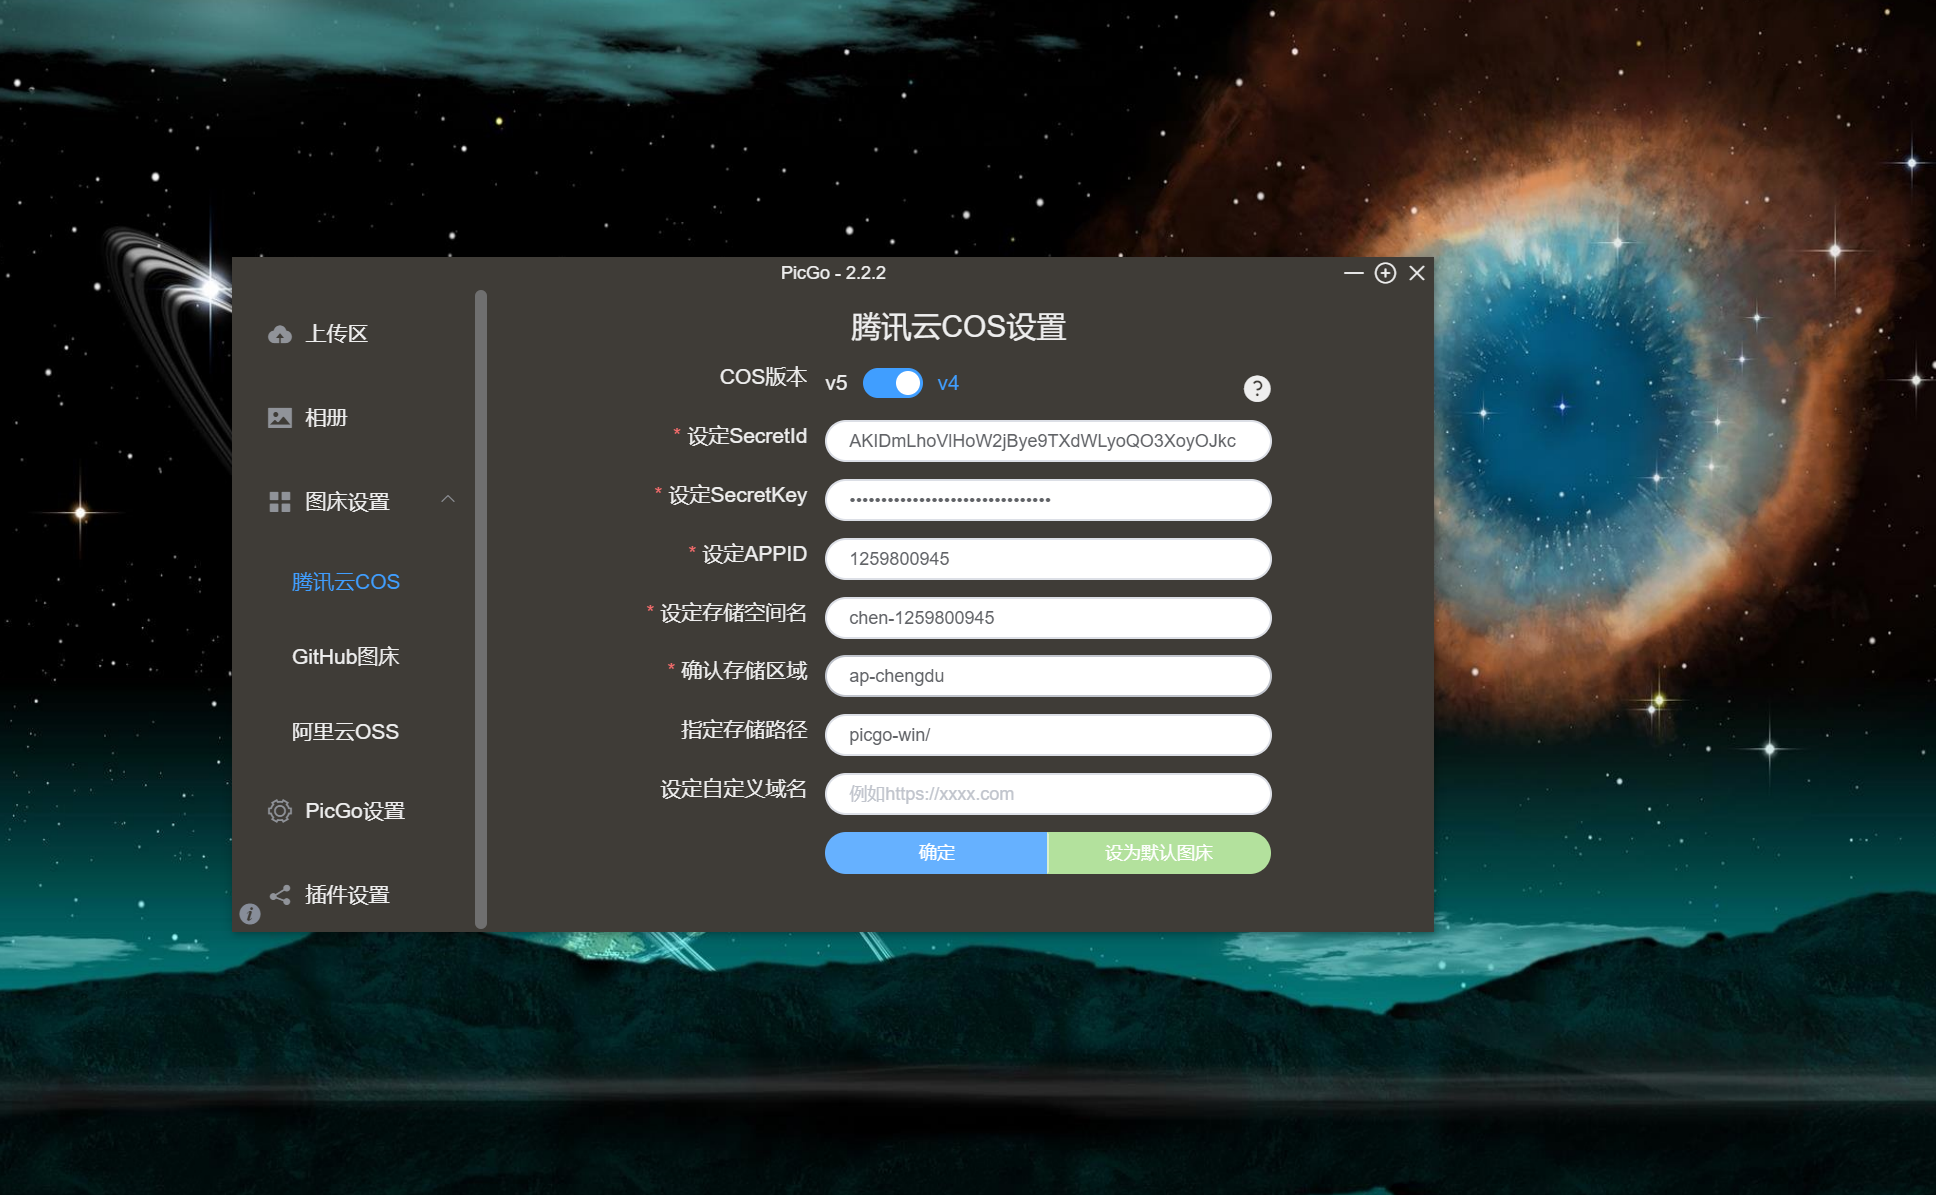 PicGo - 2.2.2
上传区
相册
图床设置
腾讯云COS
GitHub图床
阿里云OSS
PicGo设置
插件设置
腾讯云COS设置
COS版本 v5 v4
* 设定SecretId AKIDmLhoVlHoW2jBye9TXdWLyoQO3XoyOJkc
* 设定SecretKey ••••••••••••••••••••••••••••••••
* 设定APPID 1259800945
* 设定存储空间名 chen-1259800945
* 确认存储区域 ap-chengdu
指定存储路径 picgo-win/
设定自定义域名 例如https://xxxx.com
确定 设为默认图床